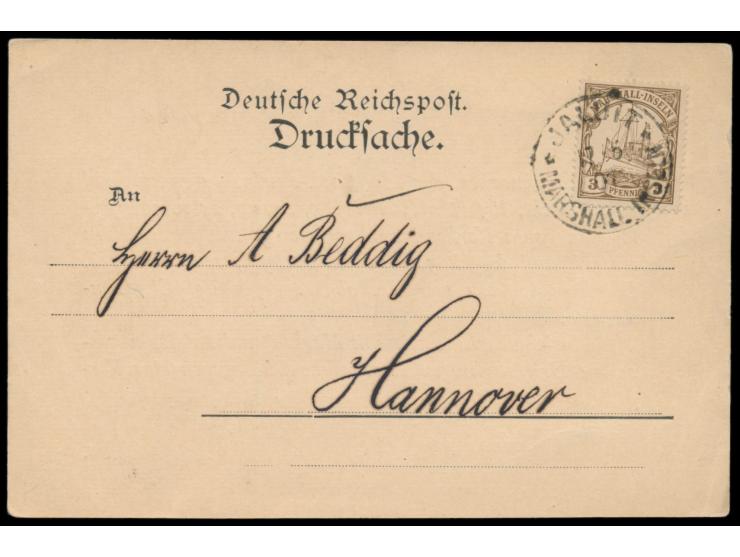 Deutsche Reichspost.
Drucksache.
MARSHALL-INSELN
3 PFENNIG 3
JALUIT
MARSHALL
An
Herrn A Beddig
Hannover